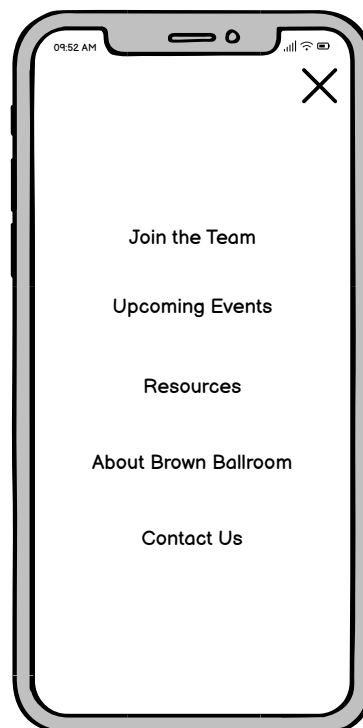 09:52 AM
Join the Team
Upcoming Events
Resources
About Brown Ballroom
Contact Us